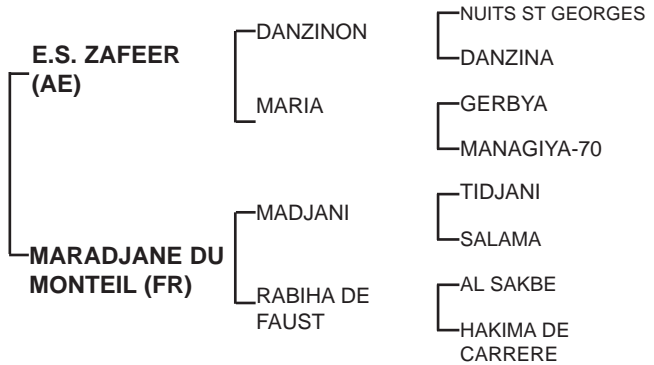 E.S. ZAFEER
(AE)
MARADJANE DU
MONTEIL (FR)
DANZINON
MARIA
MADJANI
RABIHA DE
FAUST
NUITS ST GEORGES
DANZINA
GERBYA
MANAGIYA-70
TIDJANI
SALAMA
AL SAKBE
HAKIMA DE
CARRERE